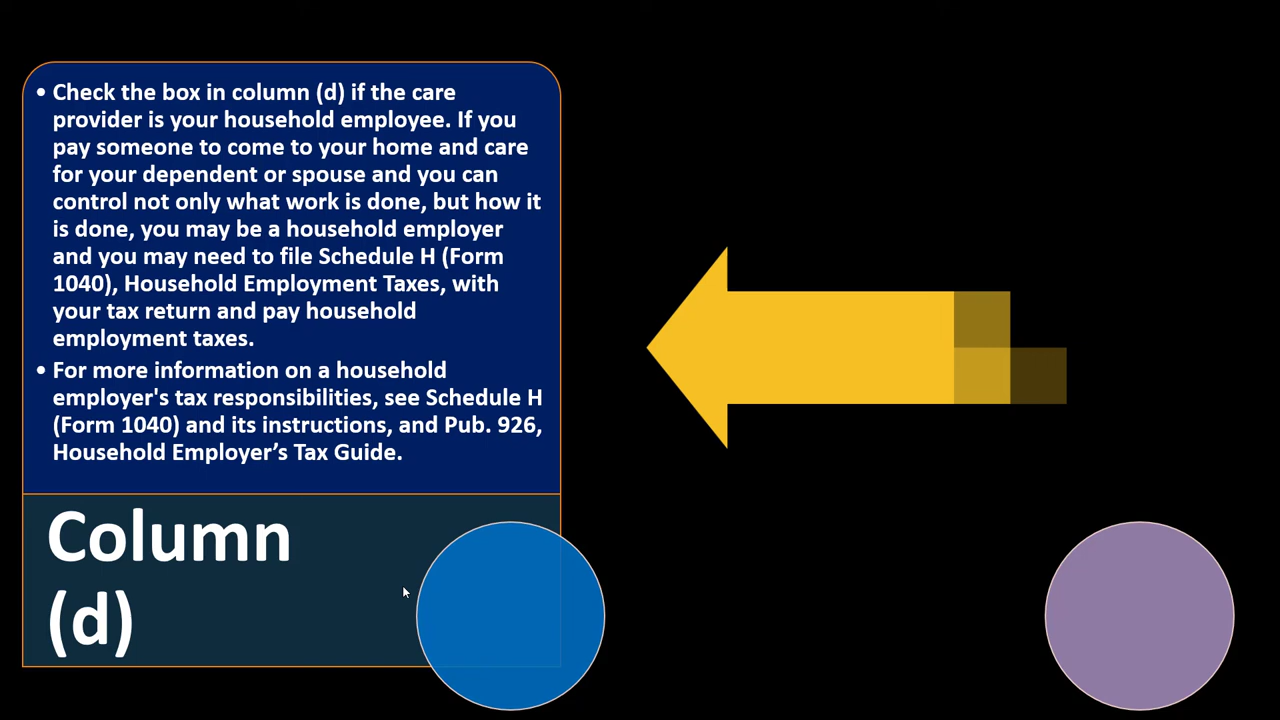 • Check the box in column (d) if the care
provider is your household employee. If you
pay someone to come to your home and care
for your dependent or spouse and you can
control not only what work is done, but how it
is done, you may be a household employer
and you may need to file Schedule H (Form
1040), Household Employment Taxes, with
your tax return and pay household
employment taxes.
• For more information on a household
employer's tax responsibilities, see Schedule H
(Form 1040) and its instructions, and Pub. 926,
Household Employer’s Tax Guide.
Column
(d)